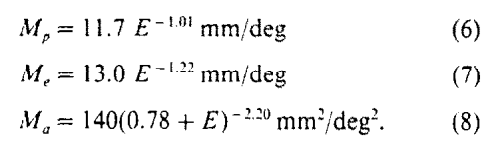 M_p = 11.7 E^{-1.01} mm/deg (6)
M_e = 13.0 E^{-1.22} mm/deg (7)
M_a = 140(0.78 + E)^{-2.20} mm²/deg². (8)